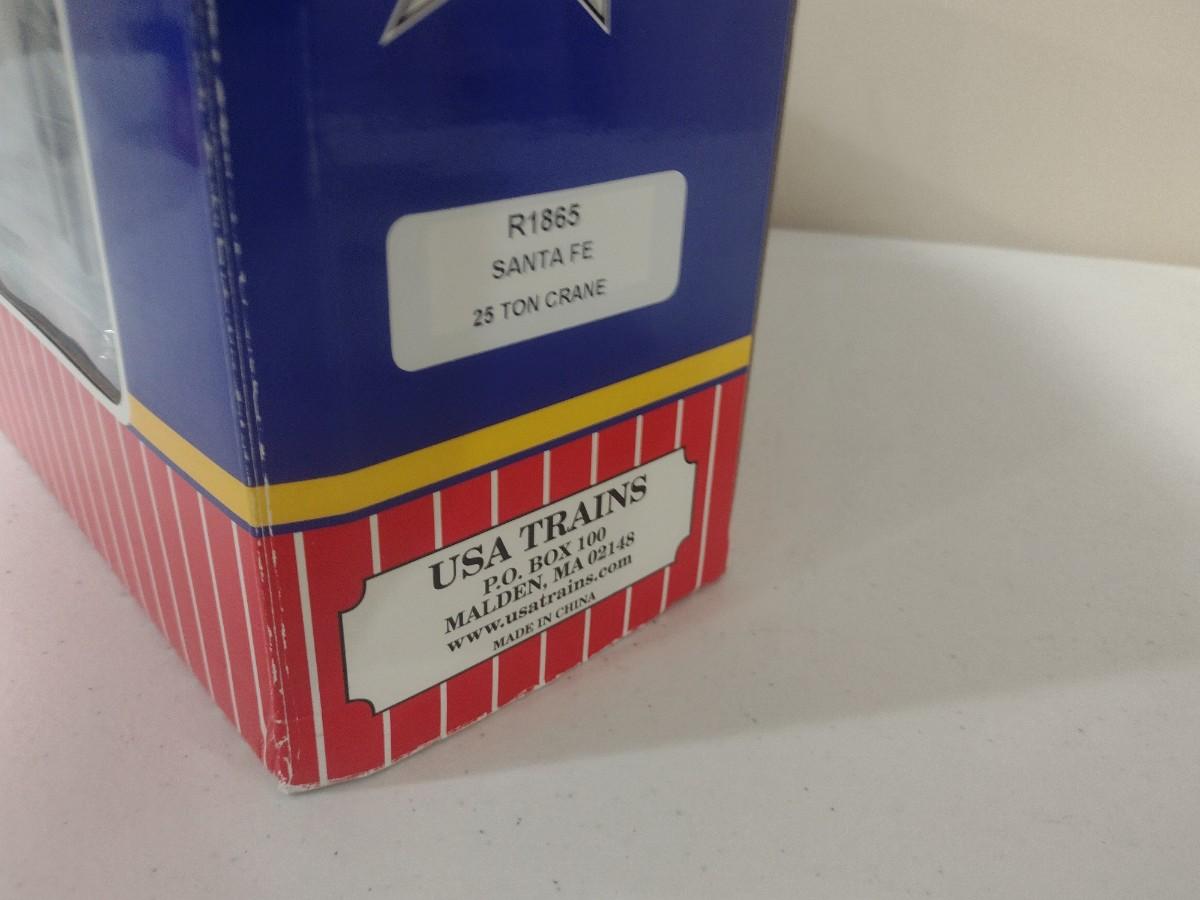 R1865
SANTA FE
25 TON CRANE
USA TRAINS
P.O. BOX 100
MALDEN, MA 02148
www.usatrains.com
MADE IN CHINA